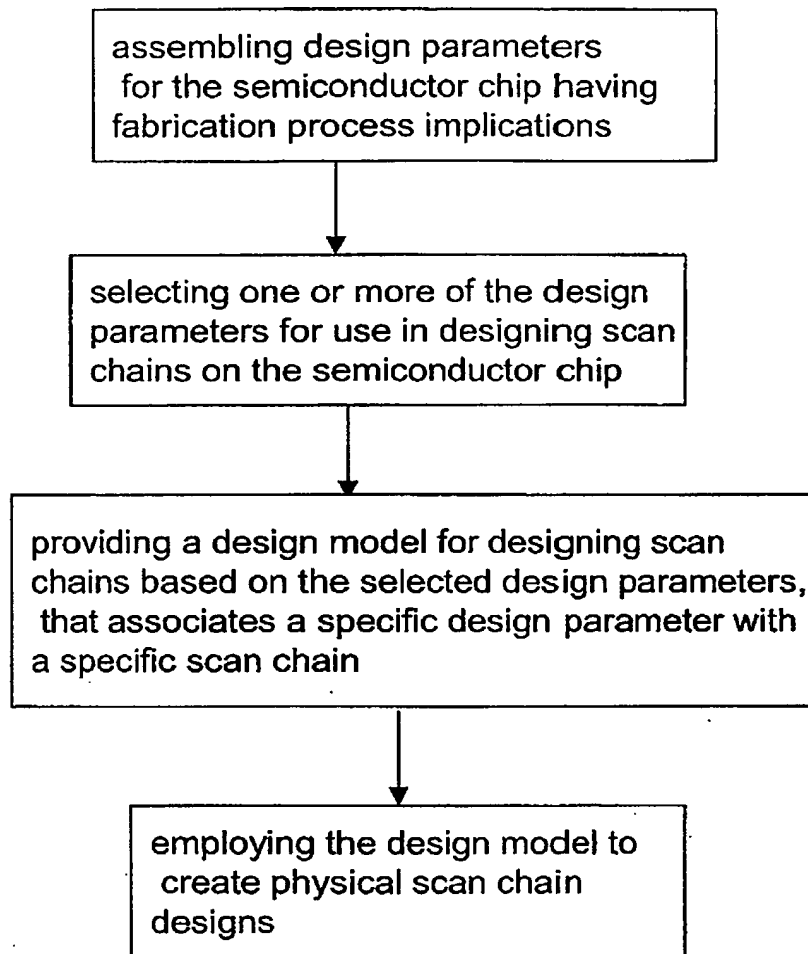 assembling design parameters
for the semiconductor chip having
fabrication process implications
selecting one or more of the design
parameters for use in designing scan
chains on the semiconductor chip
providing a design model for designing scan
chains based on the selected design parameters,
that associates a specific design parameter with
a specific scan chain
employing the design model to
create physical scan chain
designs